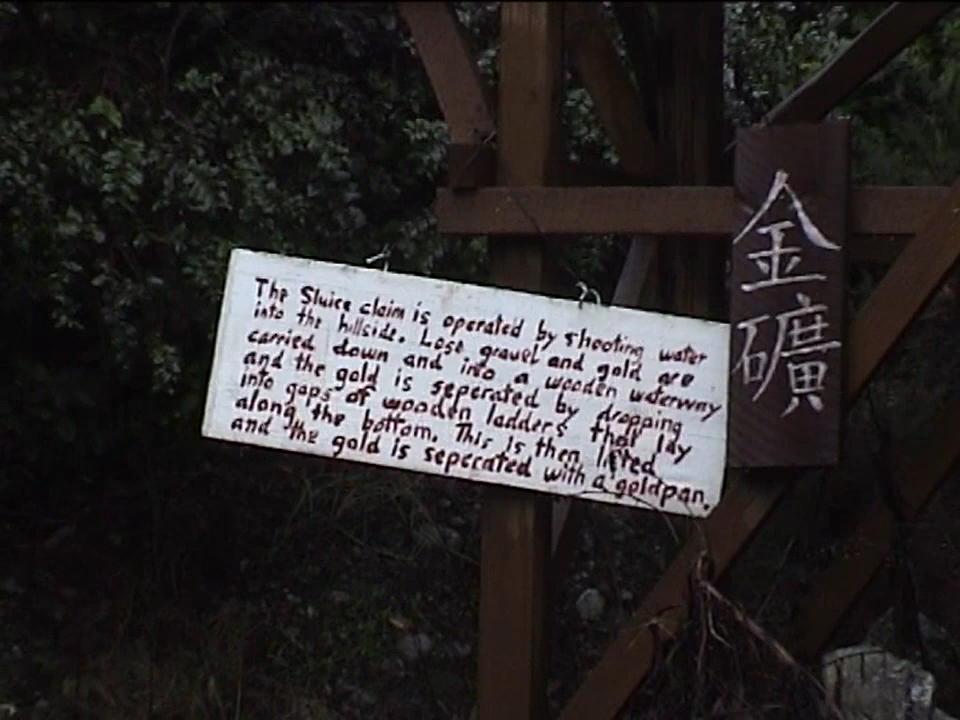 The Sluice claim is operated by shooting water
into the hillside. Lose gravel and gold are
carried down and into a wooden waterway
and the gold is seperated by dropping
into gaps of wooden ladders that lay
along the bottom. This is then lifted
and the gold is seperated with a goldpan.
金
礦